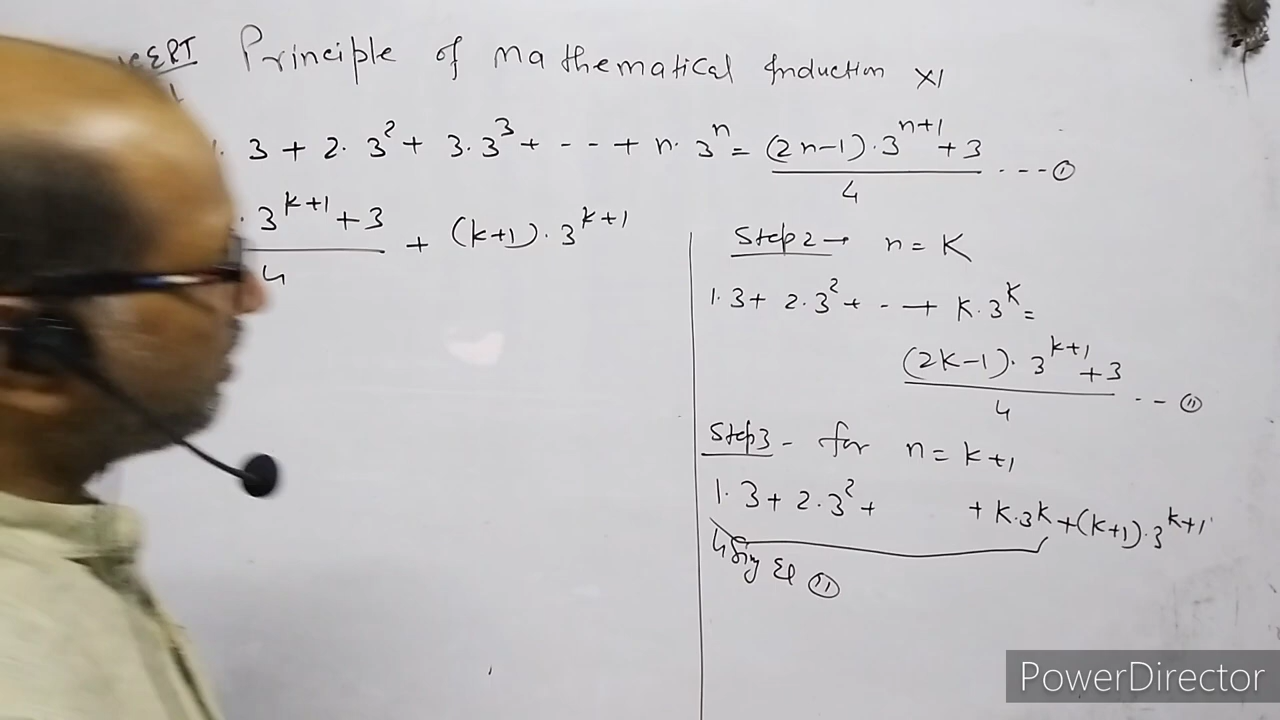 Principle of Mathematical Induction XI
3 + 2. 3² + 3.3³ + - - + n. 3ⁿ = (2n-1).3ⁿ⁺¹ + 3 / 4 ---- ①
. 3ᵏ⁺¹ + 3 / 4 + (k+1). 3ᵏ⁺¹
Step 2 → n = K
1. 3 + 2.3² + - - + K.3ᴷ =
(2K-1). 3ᵏ⁺¹ + 3 / 4 -- ⑪
Step 3 - for n = k+1
1. 3 + 2.3² + + K.3ᴷ + (k+1).3ᵏ⁺¹
Using Eq ⑪
PowerDirector